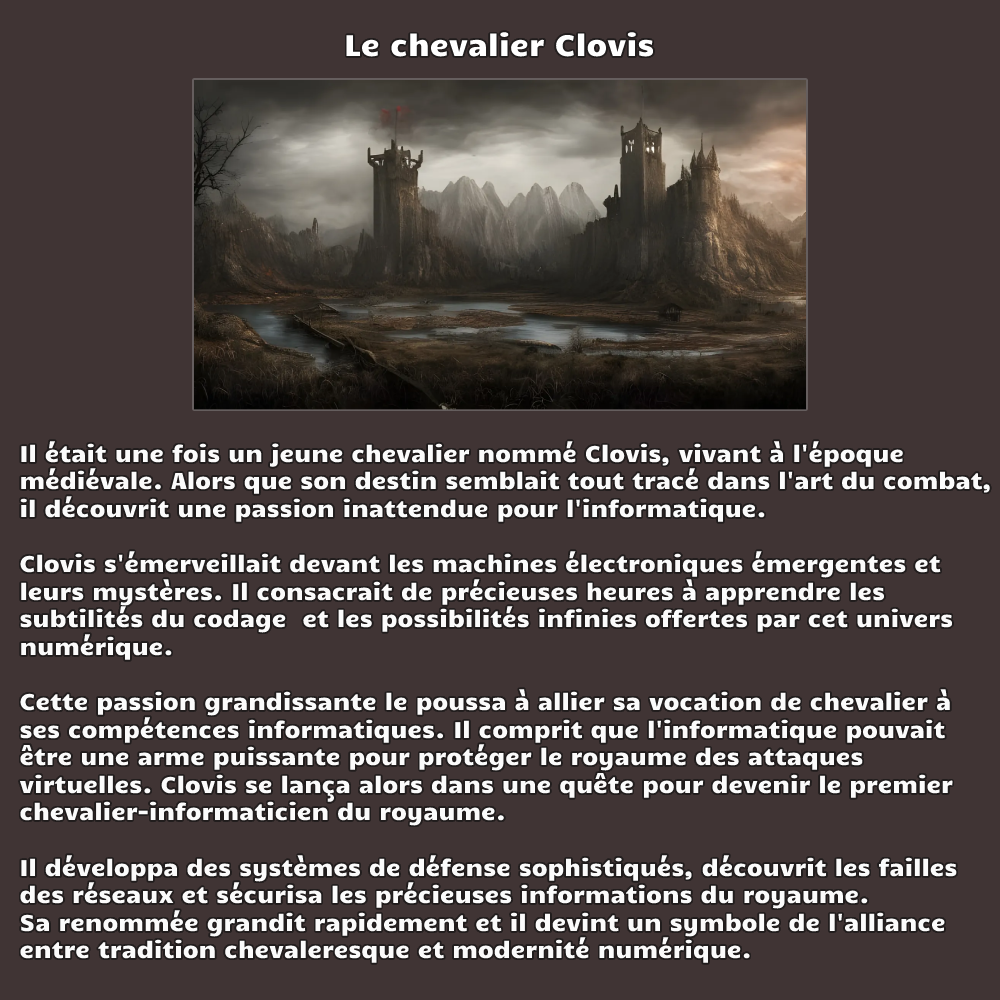 Le chevalier Clovis
Il était une fois un jeune chevalier nommé Clovis, vivant à l'époque
médiévale. Alors que son destin semblait tout tracé dans l'art du combat,
il découvrit une passion inattendue pour l'informatique.
Clovis s'émerveillait devant les machines électroniques émergentes et
leurs mystères. Il consacrait de précieuses heures à apprendre les
subtilités du codage  et les possibilités infinies offertes par cet univers
numérique.
Cette passion grandissante le poussa à allier sa vocation de chevalier à
ses compétences informatiques. Il comprit que l'informatique pouvait
être une arme puissante pour protéger le royaume des attaques
virtuelles. Clovis se lança alors dans une quête pour devenir le premier
chevalier-informaticien du royaume.
Il développa des systèmes de défense sophistiqués, découvrit les failles
des réseaux et sécurisa les précieuses informations du royaume.
Sa renommée grandit rapidement et il devint un symbole de l'alliance
entre tradition chevaleresque et modernité numérique.